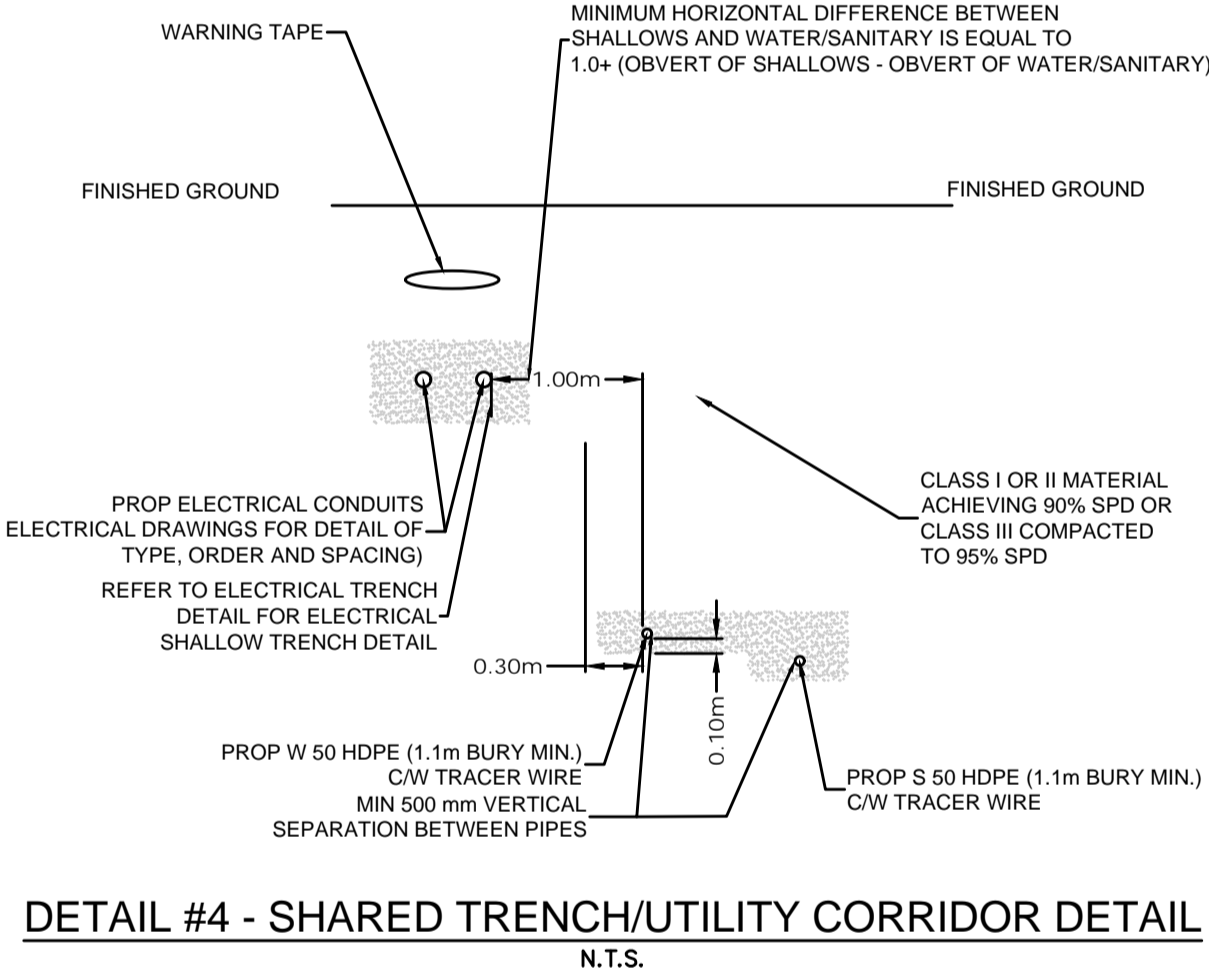 WARNING TAPE
MINIMUM HORIZONTAL DIFFERENCE BETWEEN
SHALLOWS AND WATER/SANITARY IS EQUAL TO
1.0+ (OBVERT OF SHALLOWS - OBVERT OF WATER/SANITARY)
FINISHED GROUND
FINISHED GROUND
1.00m
PROP ELECTRICAL CONDUITS
ELECTRICAL DRAWINGS FOR DETAIL OF
TYPE, ORDER AND SPACING)
REFER TO ELECTRICAL TRENCH
DETAIL FOR ELECTRICAL
SHALLOW TRENCH DETAIL
CLASS I OR II MATERIAL
ACHIEVING 90% SPD OR
CLASS III COMPACTED
TO 95% SPD
0.30m
0.10m
PROP W 50 HDPE (1.1m BURY MIN.)
C/W TRACER WIRE
MIN 500 mm VERTICAL
SEPARATION BETWEEN PIPES
PROP S 50 HDPE (1.1m BURY MIN.)
C/W TRACER WIRE
DETAIL #4 - SHARED TRENCH/UTILITY CORRIDOR DETAIL
N.T.S.